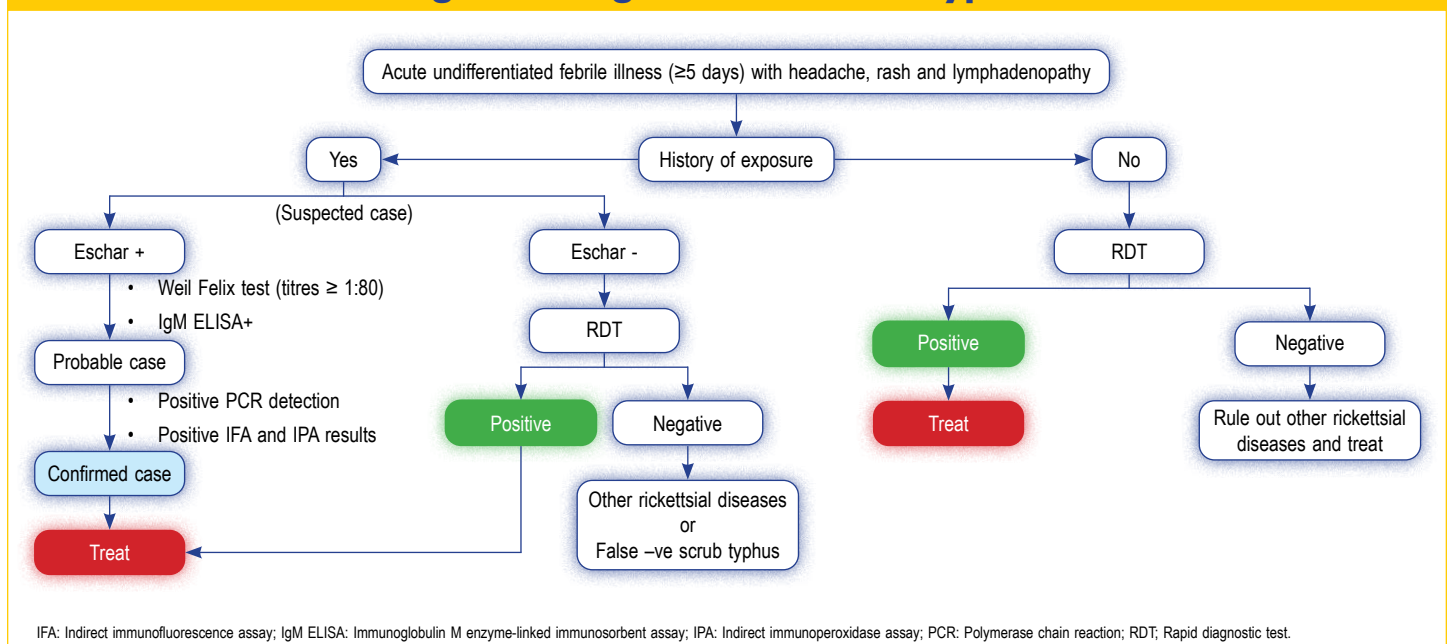 Acute undifferentiated febrile illness (≥5 days) with headache, rash and lymphadenopathy
Yes
History of exposure
No
(Suspected case)
Eschar +
Eschar -
RDT
• Weil Felix test (titres ≥ 1:80)
• IgM ELISA+
RDT
Positive
Negative
Probable case
• Positive PCR detection
• Positive IFA and IPA results
Positive
Negative
Treat
Rule out other rickettsial
diseases and treat
Confirmed case
Other rickettsial diseases
or
False –ve scrub typhus
Treat
IFA: Indirect immunofluorescence assay; IgM ELISA: Immunoglobulin M enzyme-linked immunosorbent assay; IPA: Indirect immunoperoxidase assay; PCR: Polymerase chain reaction; RDT; Rapid diagnostic test.